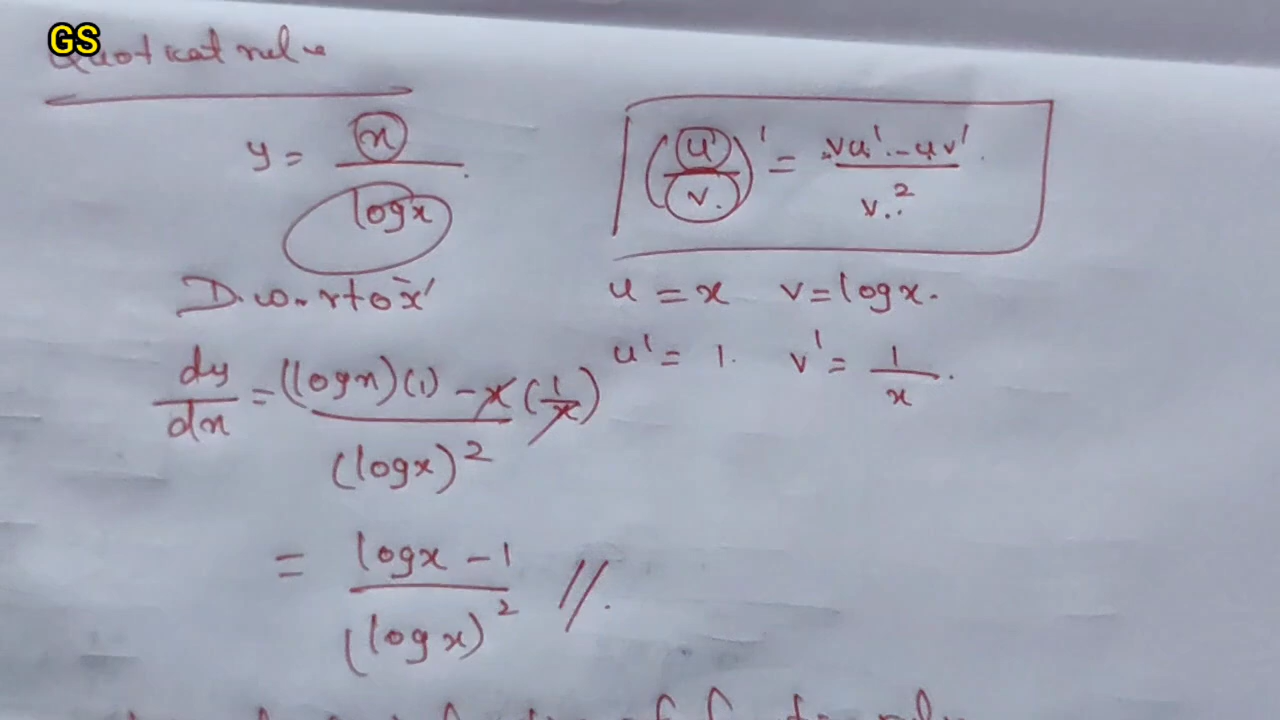 GS
Quotient rule
y = x / log x
(u / v)' = vu' - uv' / v²
D. w. r to 'x'
u = x v = log x.
u' = 1. v' = 1 / x.
dy/dx = (log x)(1) - x(1/x) / (log x)²
= log x - 1 / (log x)² //.